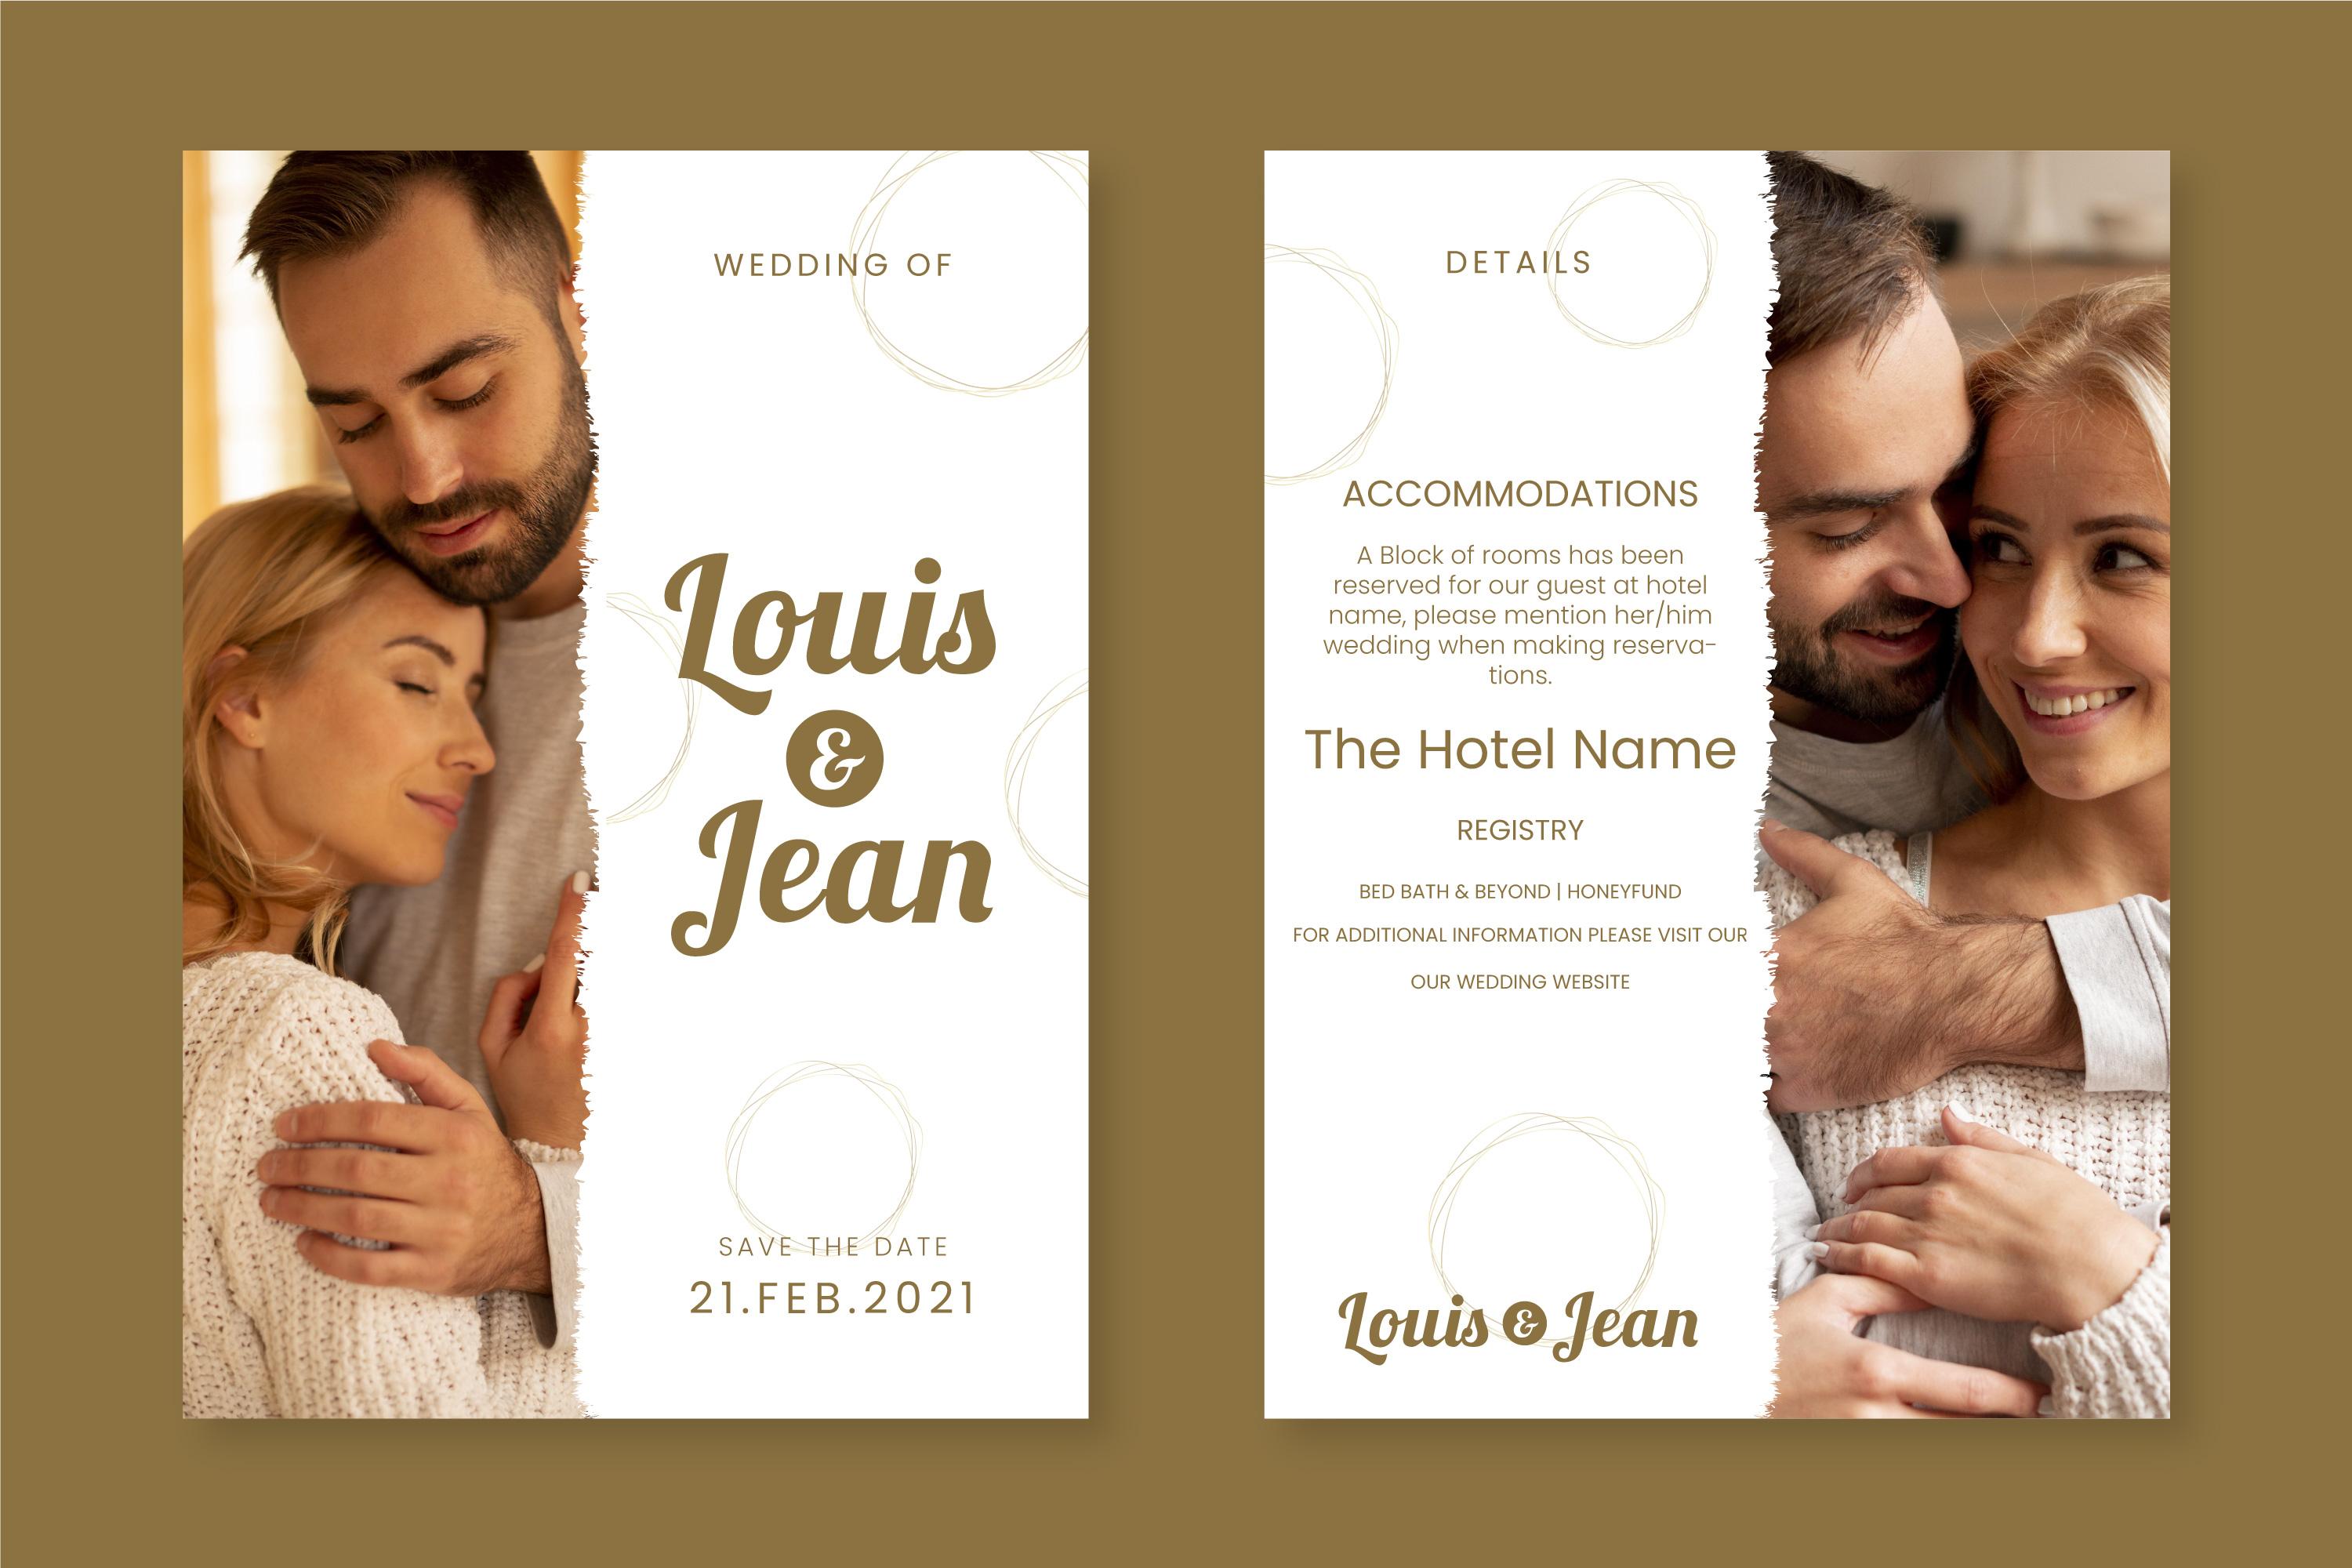 WEDDING OF
Louis
&
Jean
SAVE THE DATE
21.FEB.2021
DETAILS
ACCOMMODATIONS
A Block of rooms has been
reserved for our guest at hotel
name, please mention her/him
wedding when making reserva-
tions.
The Hotel Name
REGISTRY
BED BATH & BEYOND | HONEYFUND
FOR ADDITIONAL INFORMATION PLEASE VISIT OUR
OUR WEDDING WEBSITE
Louis & Jean